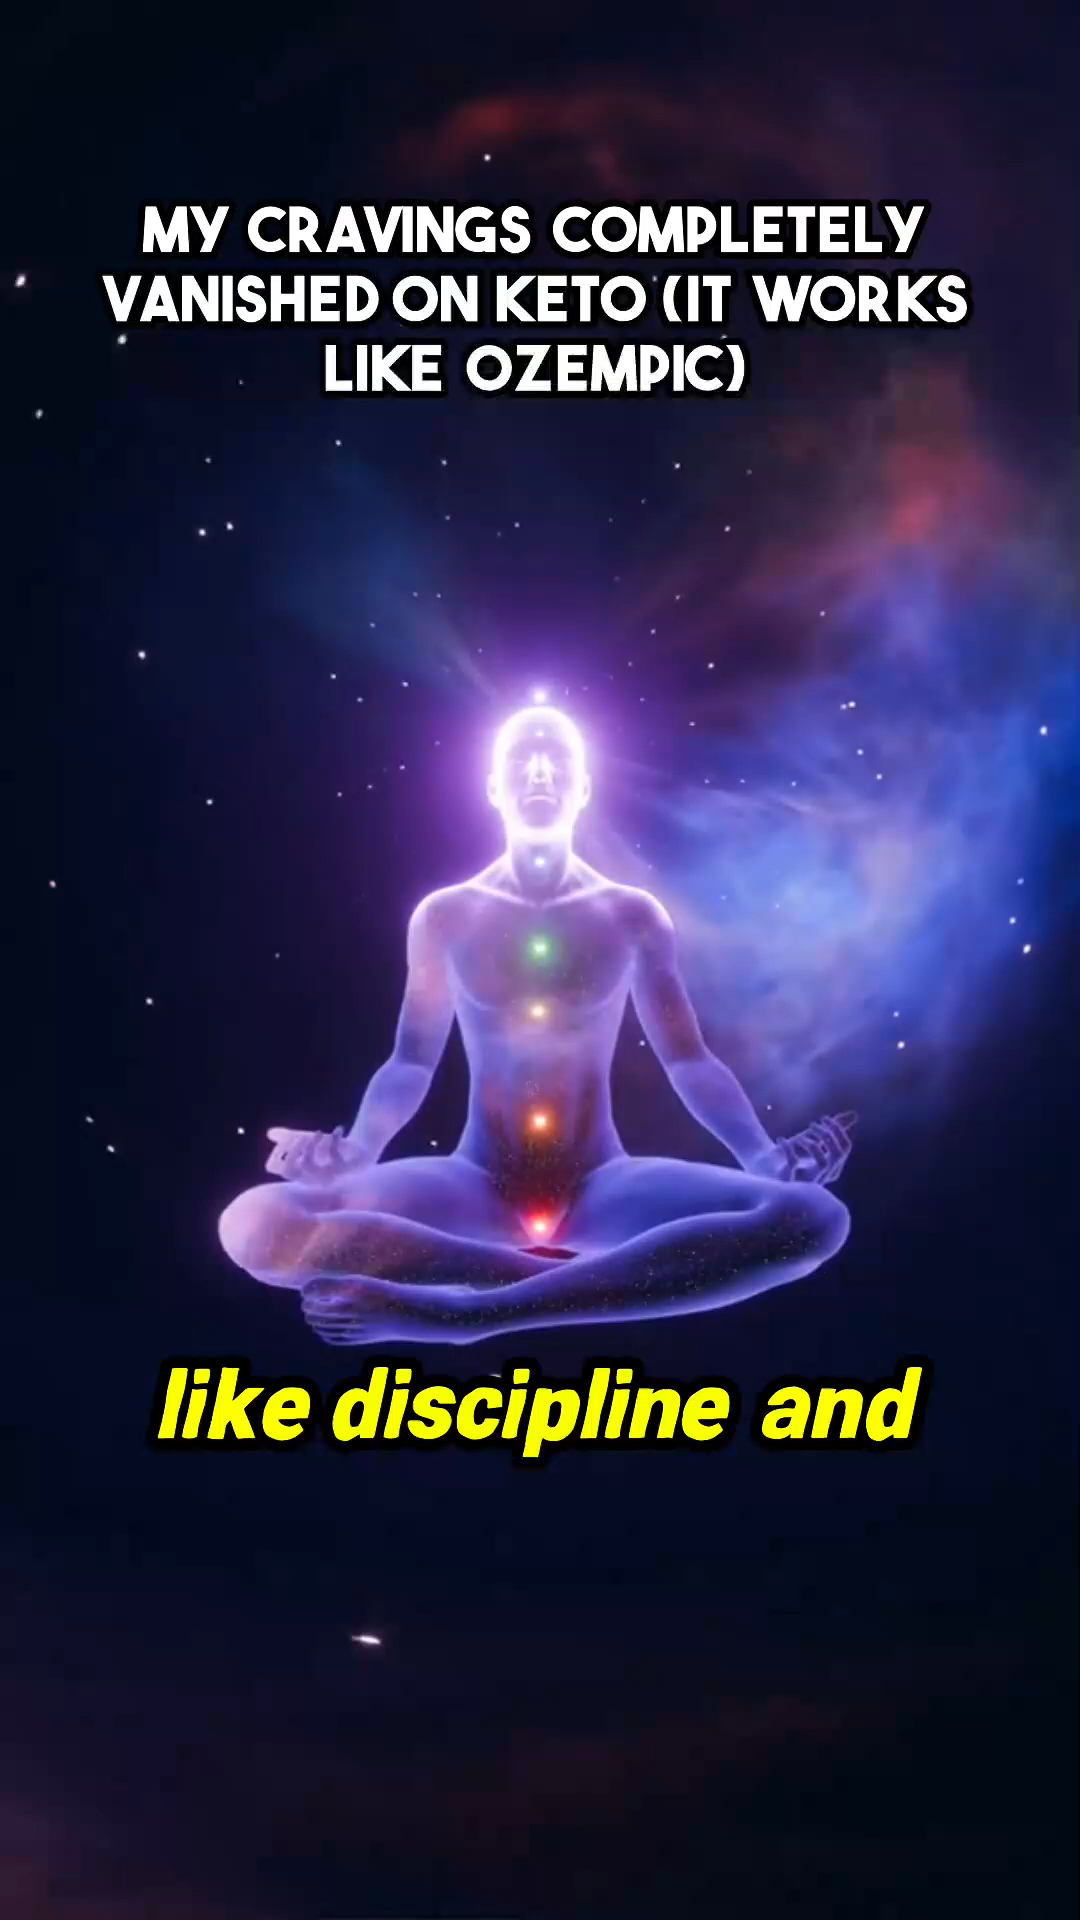 MY CRAVINGS COMPLETELY
VANISHED ON KETO (IT WORKS
LIKE OZEMPIC)
like discipline and